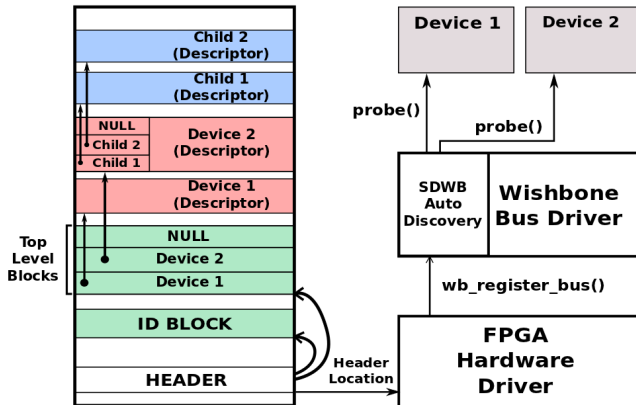 Child 2
(Descriptor)
Child 1
(Descriptor)
NULL
Child 2
Child 1
Device 2
(Descriptor)
Device 1
(Descriptor)
Top
Level
Blocks
NULL
Device 2
Device 1
ID BLOCK
HEADER
Header
Location
Device 1
Device 2
probe()
probe()
SDWB
Auto
Discovery
Wishbone
Bus Driver
wb_register_bus()
FPGA
Hardware
Driver